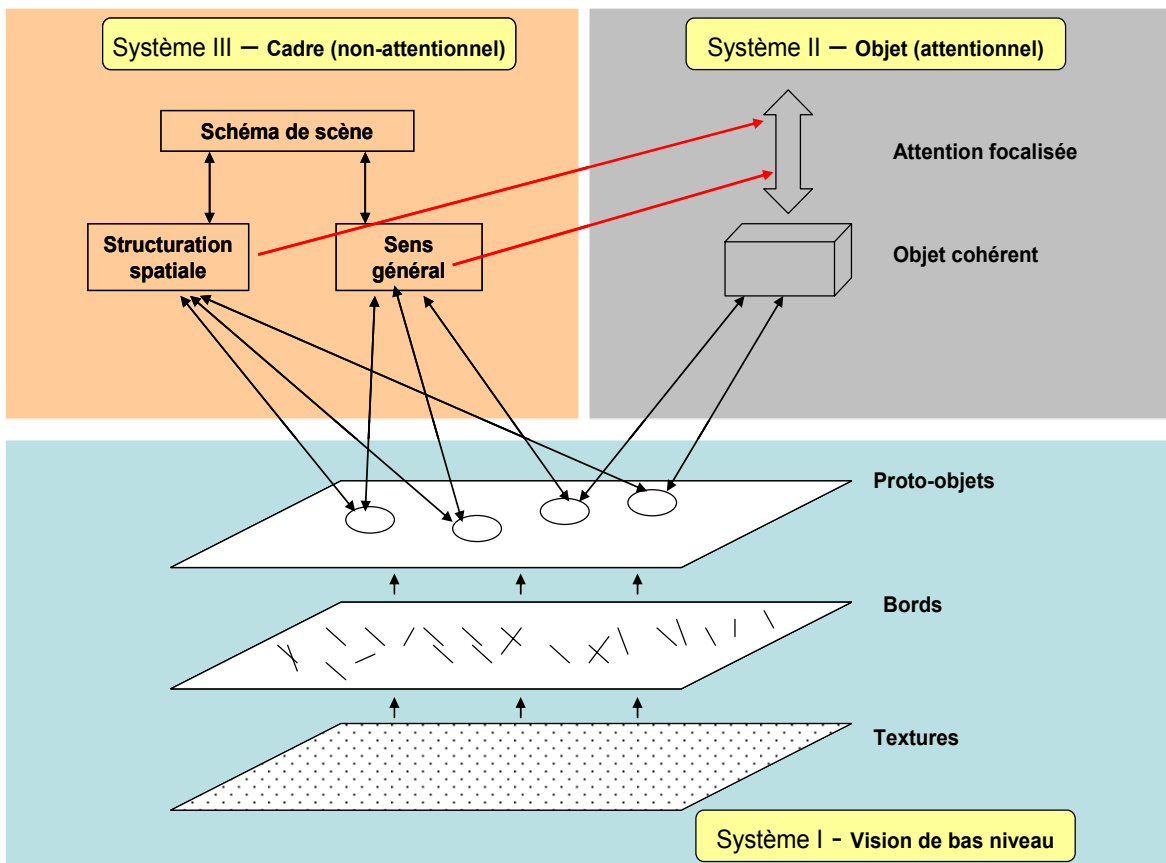 Système III – Cadre (non-attentionnel)
Système II – Objet (attentionnel)
Schéma de scène
Attention focalisée
Structuration
spatiale
Sens
général
Objet cohérent
Proto-objets
Bords
Textures
Système I - Vision de bas niveau